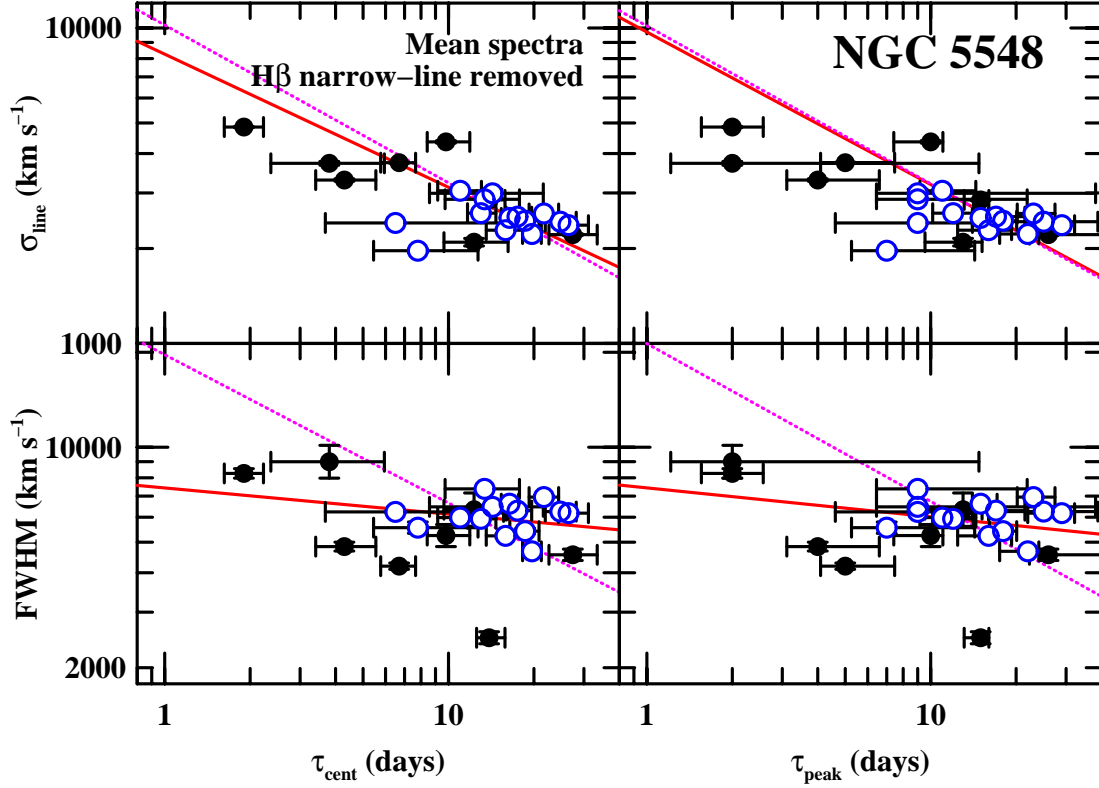 Mean spectra
Hβ narrow−line removed
NGC 5548
σline (km s−1)
10000
1000
FWHM (km s−1)
10000
2000
1
10
1
10
τcent (days)
τpeak (days)